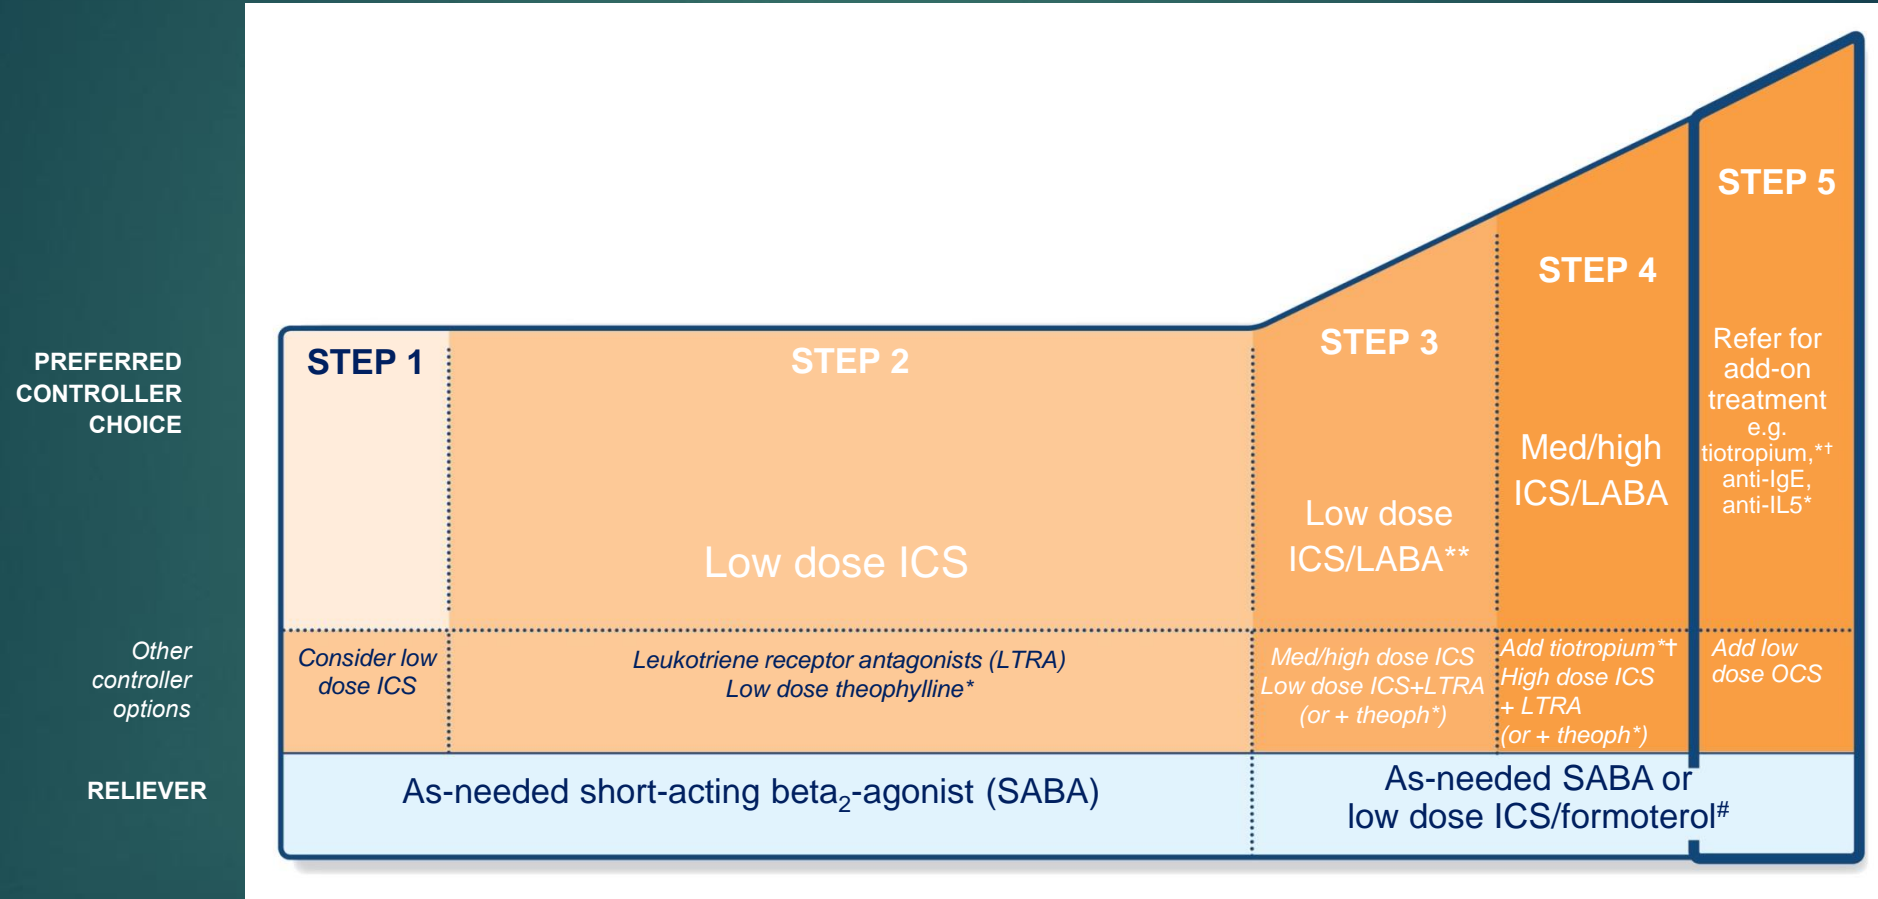 PREFERRED
CONTROLLER
CHOICE
STEP 1
STEP 2
Low dose ICS
STEP 3
Low dose
ICS/LABA**
STEP 4
Med/high
ICS/LABA
STEP 5
Refer for
add-on
treatment
e.g.
tiotropium,*†
anti-IgE,
anti-IL5*
Other
controller
options
Consider low
dose ICS
Leukotriene receptor antagonists (LTRA)
Low dose theophylline*
Med/high dose ICS
Low dose ICS+LTRA
(or + theoph*)
Add tiotropium*†
High dose ICS
+ LTRA
(or + theoph*)
Add low
dose OCS
RELIEVER
As-needed short-acting beta₂-agonist (SABA)
As-needed SABA or
low dose ICS/formoterol#